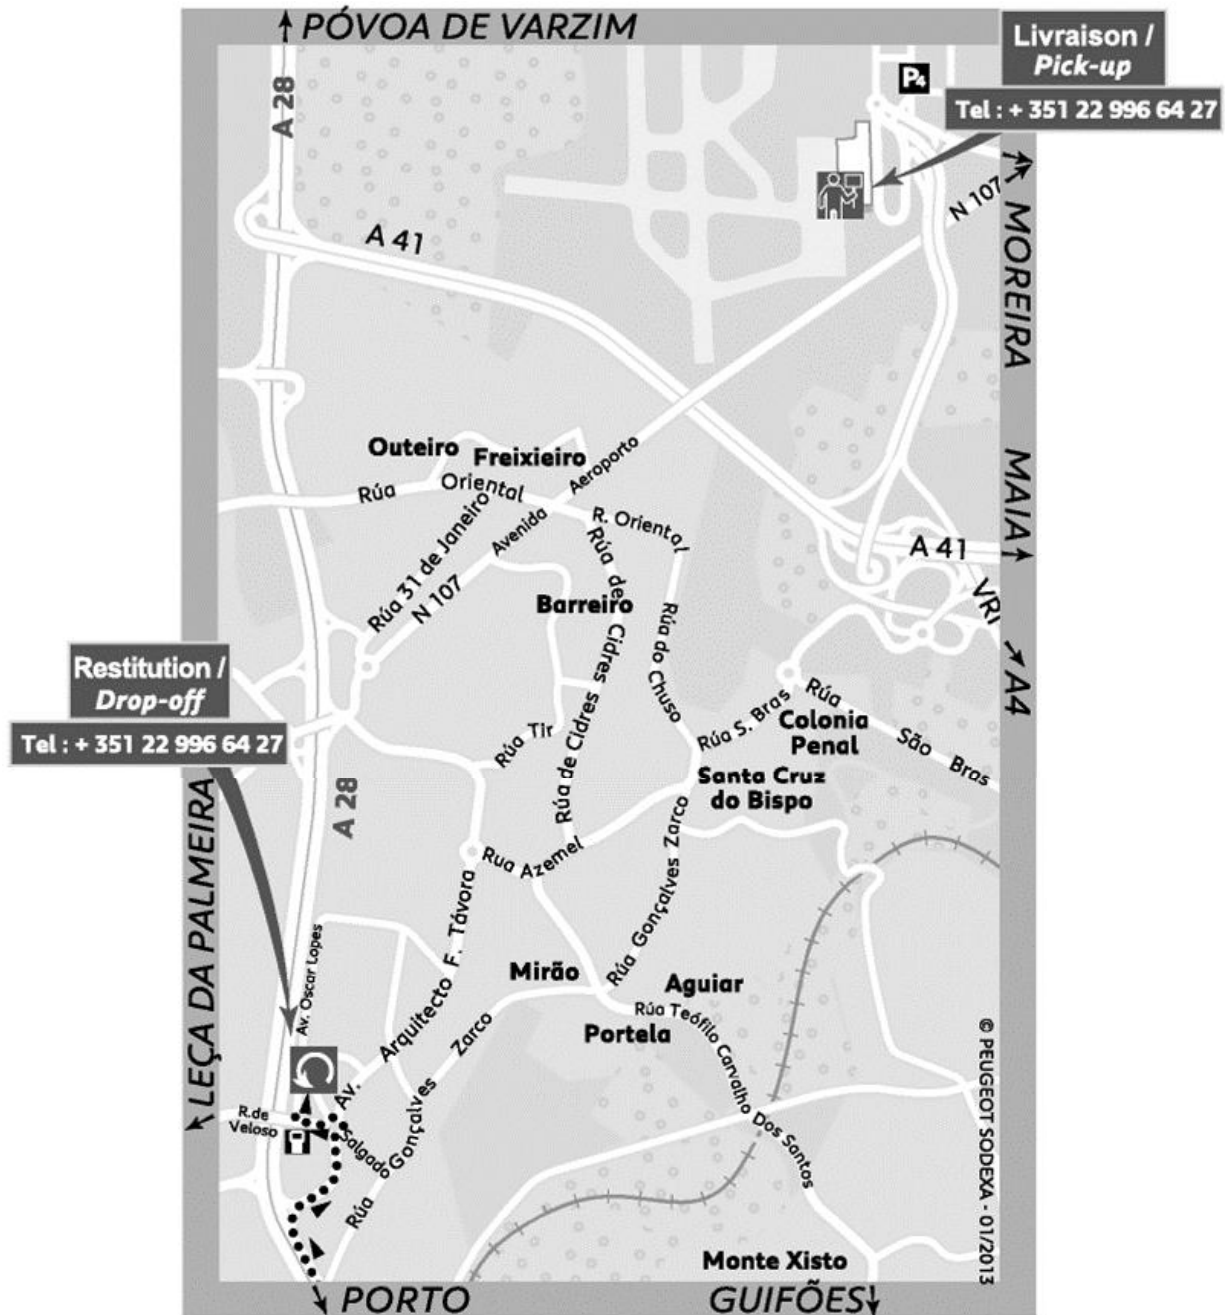 PÓVOA DE VARZIM
Livraison /
Pick-up
Tel : + 351 22 996 64 27
P4
A 28
N 107
MOREIRA
A 41
Outeiro
Freixieiro
Aeroporto
Avenida
Rúa
Oriental
R. Oriental
Rúa 31 de Janeiro
N 107
MAIA
A 41
VRI
A4
Rúa de Cidres
Barreiro
Rúa do Chuso
Restitution /
Drop-off
Tel : + 351 22 996 64 27
Rúa S. Bras
Rúa São Bras
Colonia
Penal
Rúa Tir
Rúa de Cidres
Santa Cruz
do Bispo
A 28
LEÇA DA PALMEIRA
Rua Azemel
Rúa Gonçalves Zarco
Av. Oscar Lopes
Av. Arquitecto F. Távora
Mirão
Aguiar
Portela
Rúa Teófilo Carvalho Dos Santos
Rúa Gonçalves Zarco
R.de
Veloso
Salgado
© PEUGEOT SODEXA - 01/2013
Monte Xisto
PORTO
GUIFÕES